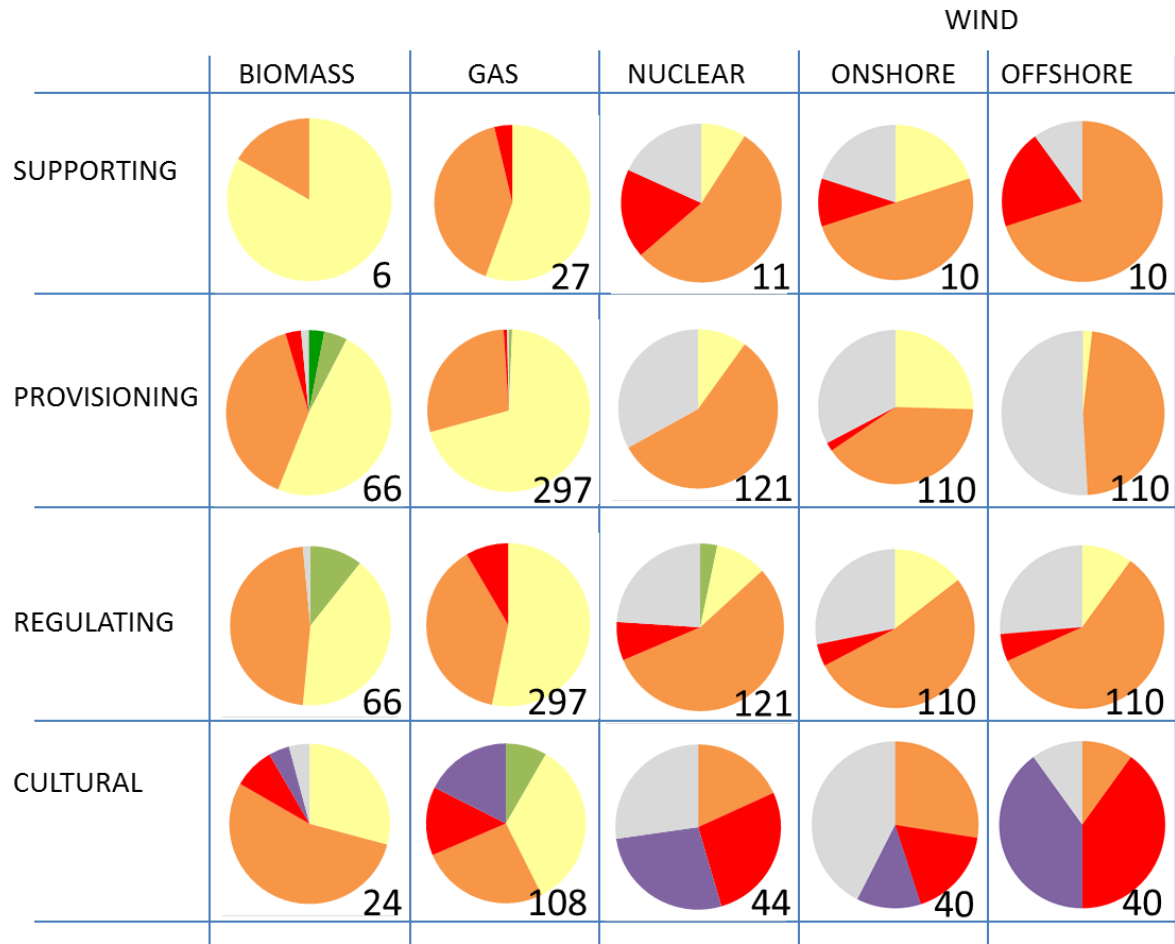 WIND
BIOMASS GAS NUCLEAR ONSHORE OFFSHORE
SUPPORTING
6 27 11 10 10
PROVISIONING
66 297 121 110 110
REGULATING
66 297 121 110 110
CULTURAL
24 108 44 40 40